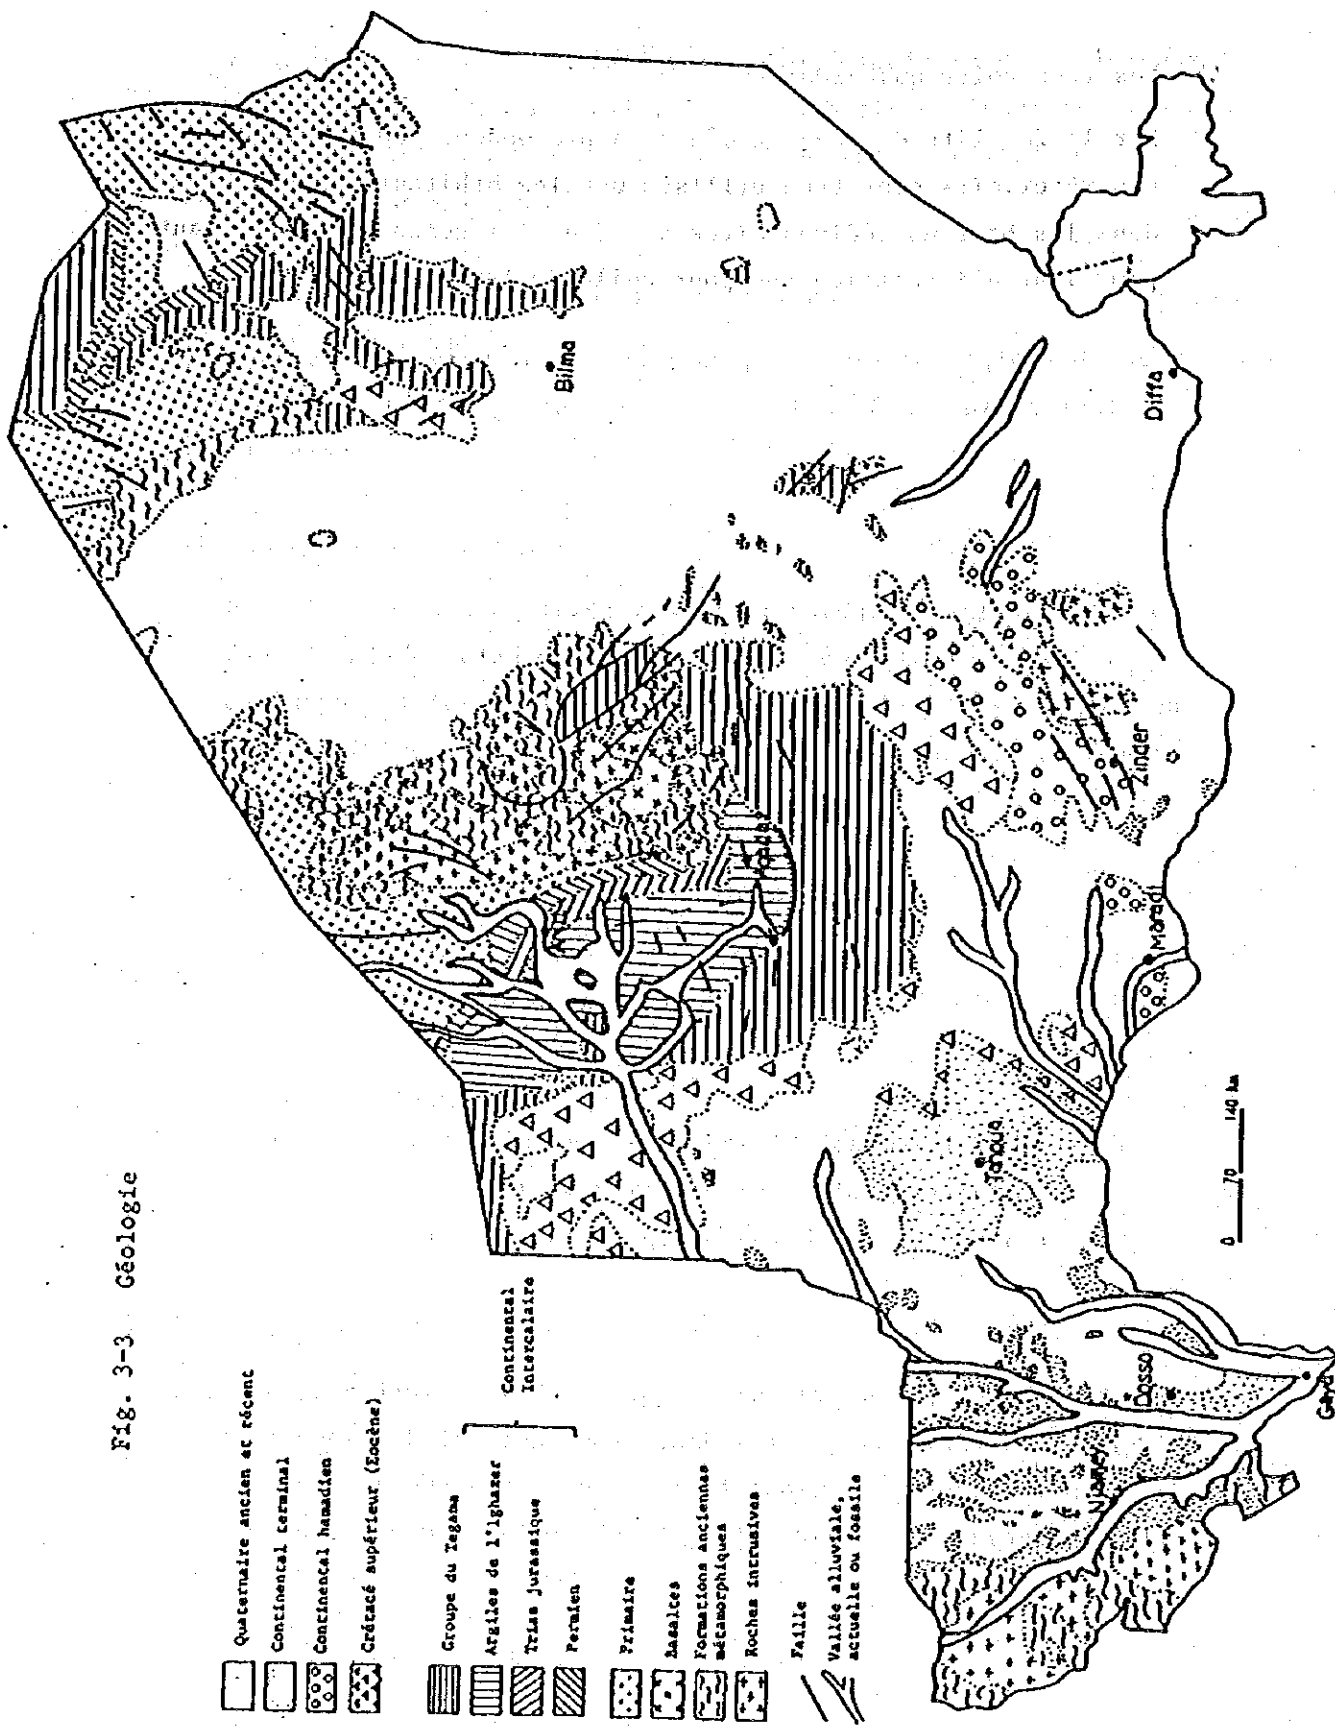 Fig. 3-3 Géologie
Quaternaire ancien et récent
Continental terminal
Continental hamadien
Crétacé supérieur (Eocène)
Groupe du Tegama
Argiles de l'Ighazer
Trias jurassique
Permien
Continental
Intercalaire
Primaire
Basaltes
Formations anciennes
métamorphiques
Roches intrusives
Faille
Vallée alluviale,
actuelle ou fossile
Bilma
Diffa
Zinder
Maradi
Tahoua
Dosso
Niamey
Gaya
0 70 140 km